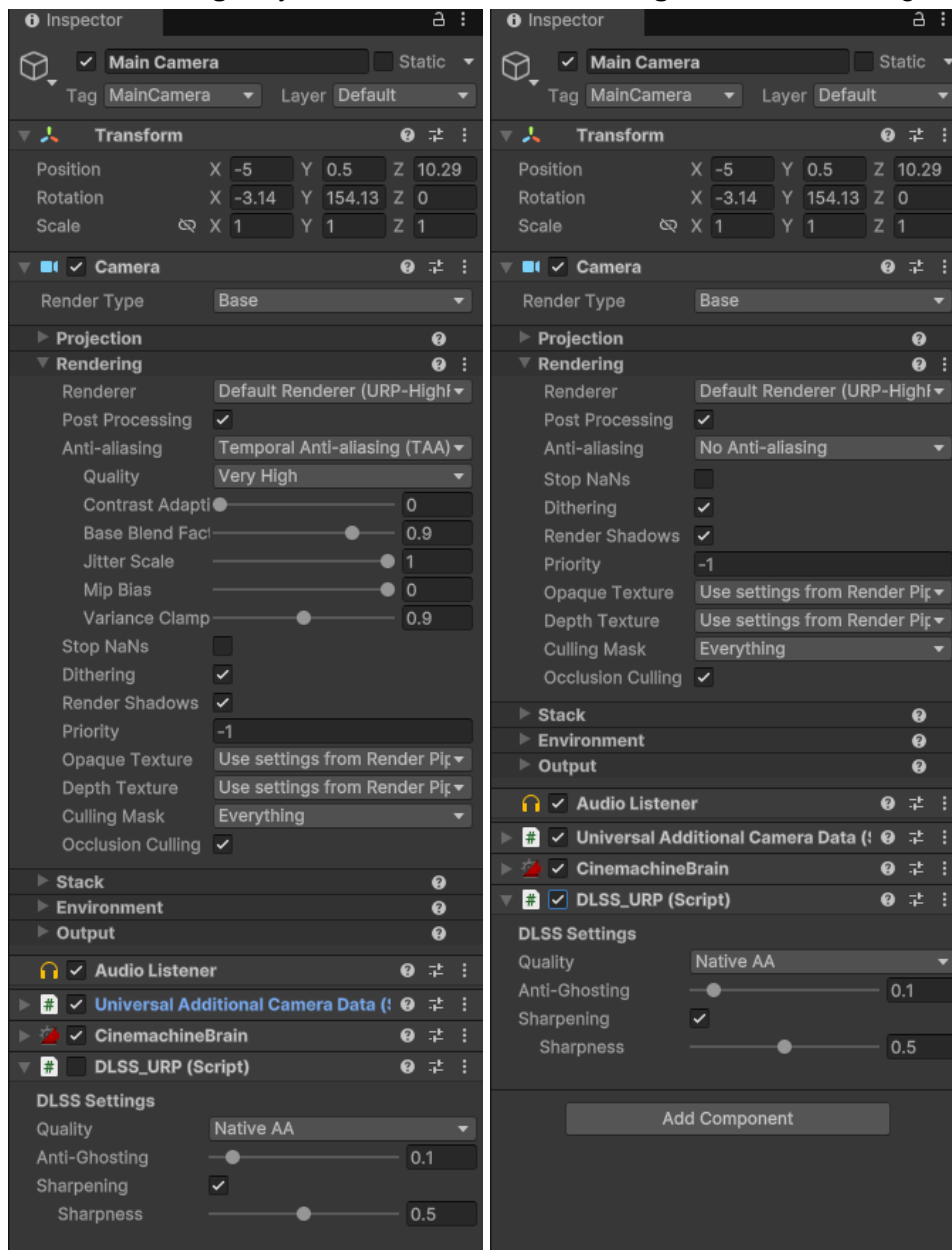 Inspector
Main Camera
Static
Tag MainCamera Layer Default
Transform
Position X -5 Y 0.5 Z 10.29
Rotation X -3.14 Y 154.13 Z 0
Scale X 1 Y 1 Z 1
Camera
Render Type Base
Projection
Rendering
Renderer Default Renderer (URP-HighF
Post Processing
Anti-aliasing Temporal Anti-aliasing (TAA)
Quality Very High
Contrast Adapti 0
Base Blend Fact 0.9
Jitter Scale 1
Mip Bias 0
Variance Clamp 0.9
Stop NaNs
Dithering
Render Shadows
Priority -1
Opaque Texture Use settings from Render Pip
Depth Texture Use settings from Render Pip
Culling Mask Everything
Occlusion Culling
Stack
Environment
Output
Audio Listener
Universal Additional Camera Data (S
CinemachineBrain
DLSS_URP (Script)
DLSS Settings
Quality Native AA
Anti-Ghosting 0.1
Sharpening
Sharpness 0.5
Inspector
Main Camera
Static
Tag MainCamera Layer Default
Transform
Position X -5 Y 0.5 Z 10.29
Rotation X -3.14 Y 154.13 Z 0
Scale X 1 Y 1 Z 1
Camera
Render Type Base
Projection
Rendering
Renderer Default Renderer (URP-HighF
Post Processing
Anti-aliasing No Anti-aliasing
Stop NaNs
Dithering
Render Shadows
Priority -1
Opaque Texture Use settings from Render Pip
Depth Texture Use settings from Render Pip
Culling Mask Everything
Occlusion Culling
Stack
Environment
Output
Audio Listener
Universal Additional Camera Data (S
CinemachineBrain
DLSS_URP (Script)
DLSS Settings
Quality Native AA
Anti-Ghosting 0.1
Sharpening
Sharpness 0.5
Add Component